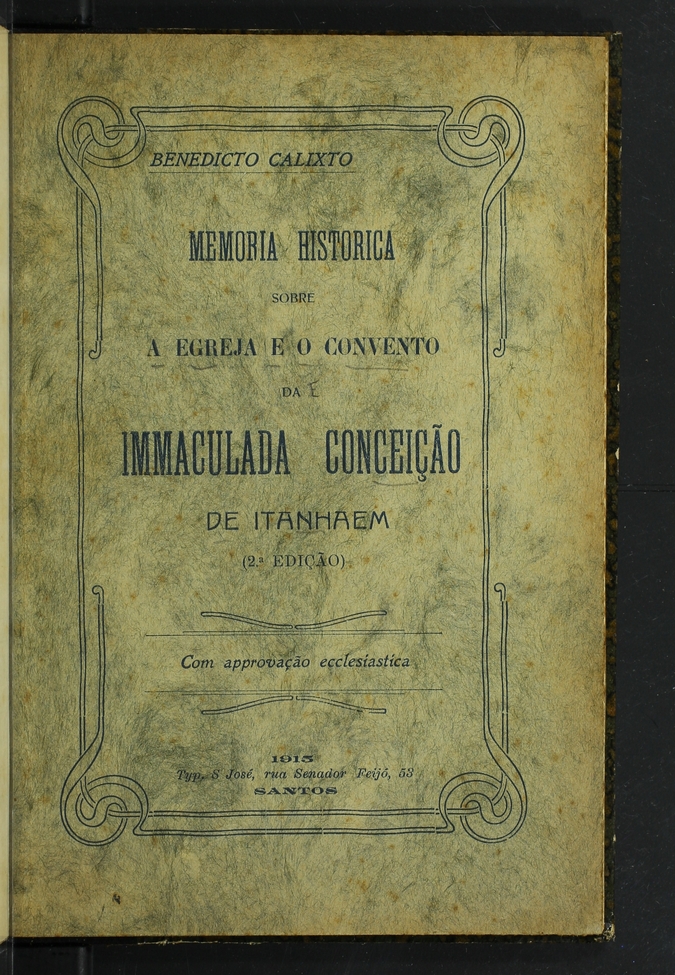 BENEDICTO CALIXTO
MEMORIA HISTORICA
SOBRE
A EGREJA E O CONVENTO
DA
IMMACULADA CONCEIÇÃO
DE ITANHAEM
(2.ª EDIÇÃO)
Com approvação ecclesiastica
1915
Typ. S José, rua Senador Feijó, 53
SANTOS